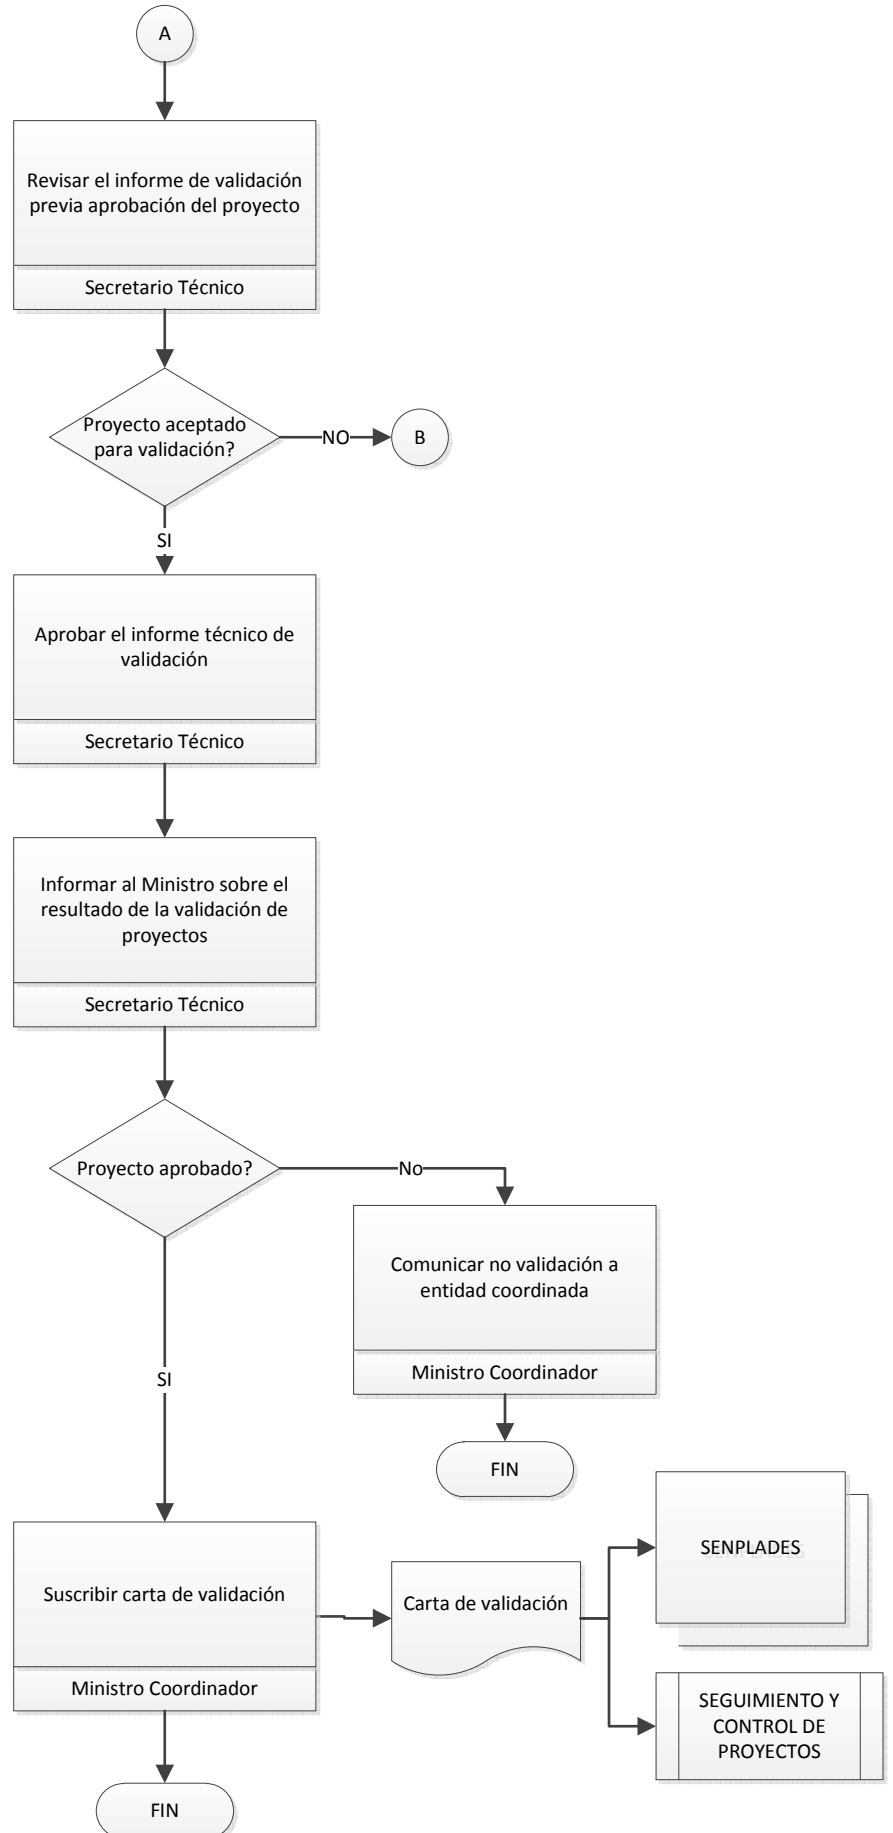 A
Revisar el informe de validación
previa aprobación del proyecto
Secretario Técnico
Proyecto aceptado
para validación?
NO
B
SI
Aprobar el informe técnico de
validación
Secretario Técnico
Informar al Ministro sobre el
resultado de la validación de
proyectos
Secretario Técnico
Proyecto aprobado?
No
Comunicar no validación a
entidad coordinada
Ministro Coordinador
FIN
SI
Suscribir carta de validación
Ministro Coordinador
FIN
Carta de validación
SENPLADES
SEGUIMIENTO Y
CONTROL DE
PROYECTOS